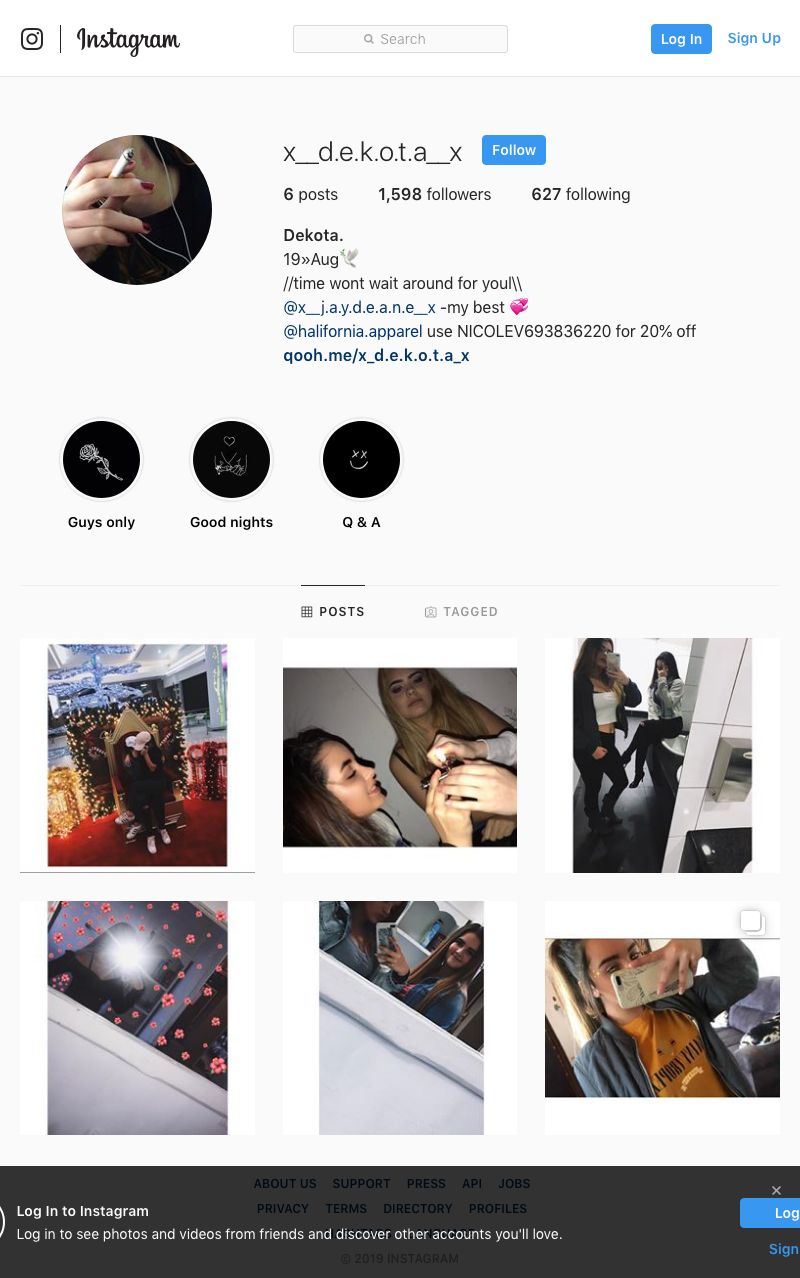 Instagram
Search
Log In
Sign Up
x__d.e.k.o.t.a__x
Follow
6 posts 1,598 followers 627 following
Dekota.
19»Aug🕊
//time wont wait around for you!\\
@x__j.a.y.d.e.a.n.e__x -my best 💞
@halifornia.apparel use NICOLEV693836220 for 20% off
qooh.me/x_d.e.k.o.t.a_x
Guys only
Good nights
Q & A
POSTS
TAGGED
ABOUT US SUPPORT PRESS API JOBS
PRIVACY TERMS DIRECTORY PROFILES
Log In to Instagram
Log in to see photos and videos from friends and discover other accounts you'll love.
Log
Sign
© 2019 INSTAGRAM